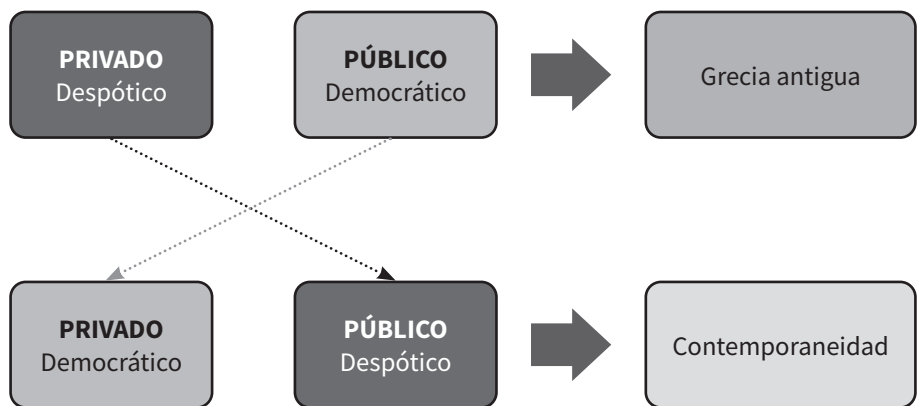 PRIVADO
Despótico
PÚBLICO
Democrático
Grecia antigua
PRIVADO
Democrático
PÚBLICO
Despótico
Contemporaneidad